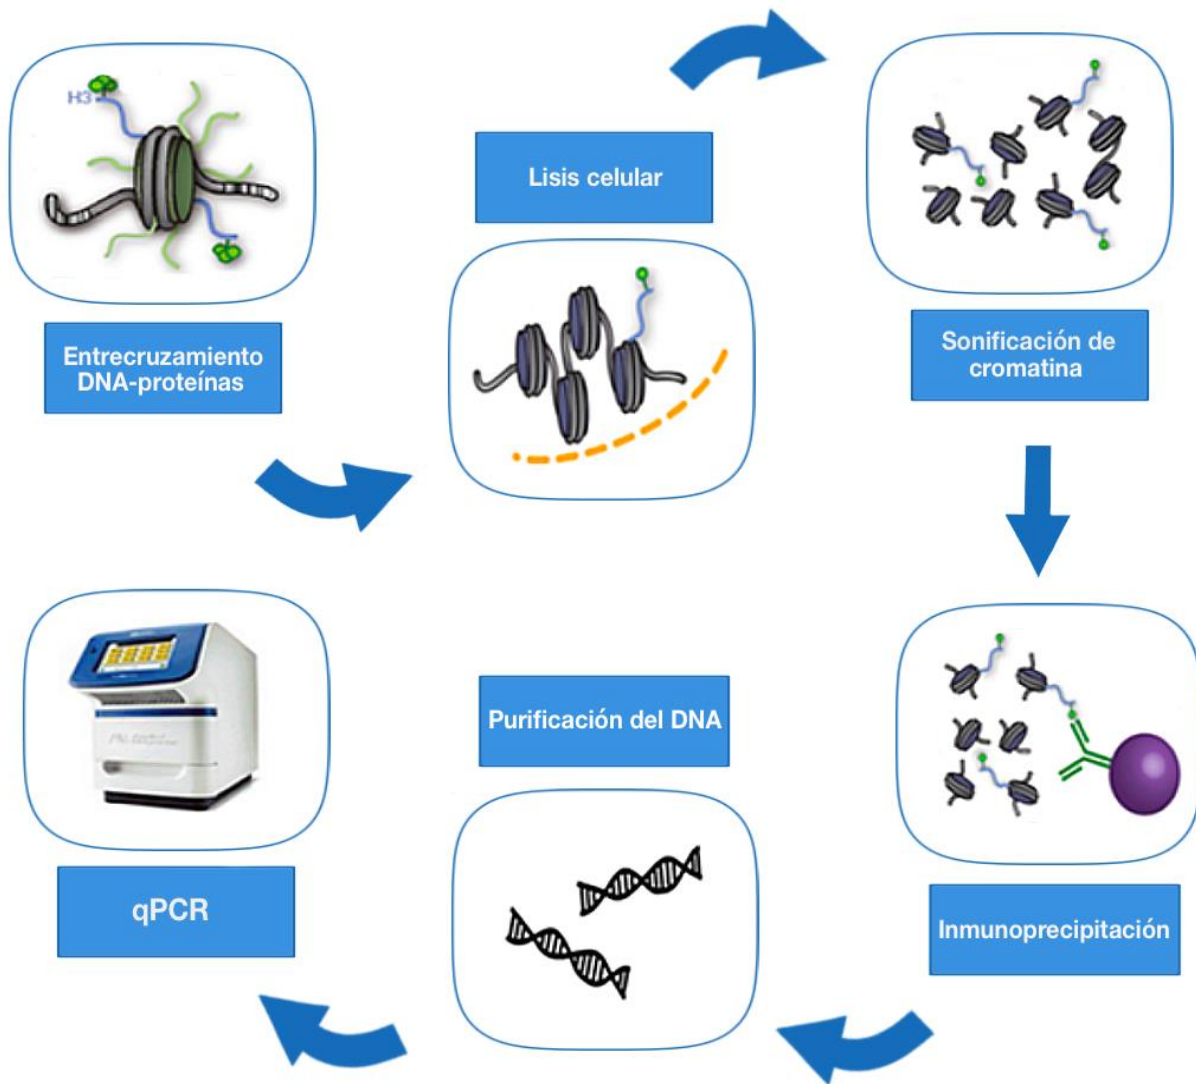 H3
Entrecruzamiento
DNA-proteínas
Lisis celular
Sonificación de
cromatina
Inmunoprecipitación
Purificación del DNA
qPCR